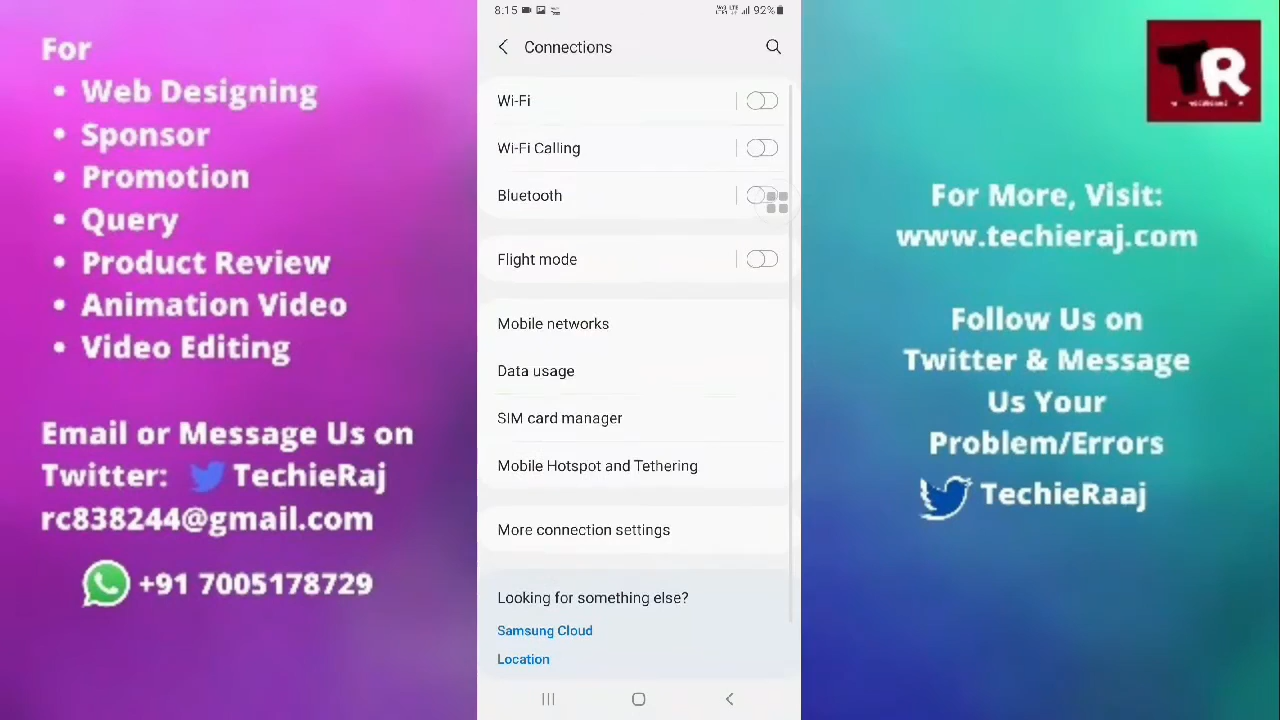 For
• Web Designing
• Sponsor
• Promotion
• Query
• Product Review
• Animation Video
• Video Editing
Email or Message Us on
Twitter: TechieRaj
rc838244@gmail.com
+91 7005178729
8:15 92%
Connections
Wi-Fi
Wi-Fi Calling
Bluetooth
Flight mode
Mobile networks
Data usage
SIM card manager
Mobile Hotspot and Tethering
More connection settings
Looking for something else?
Samsung Cloud
Location
TR
For More, Visit:
www.techieraj.com
Follow Us on
Twitter & Message
Us Your
Problem/Errors
TechieRaaj